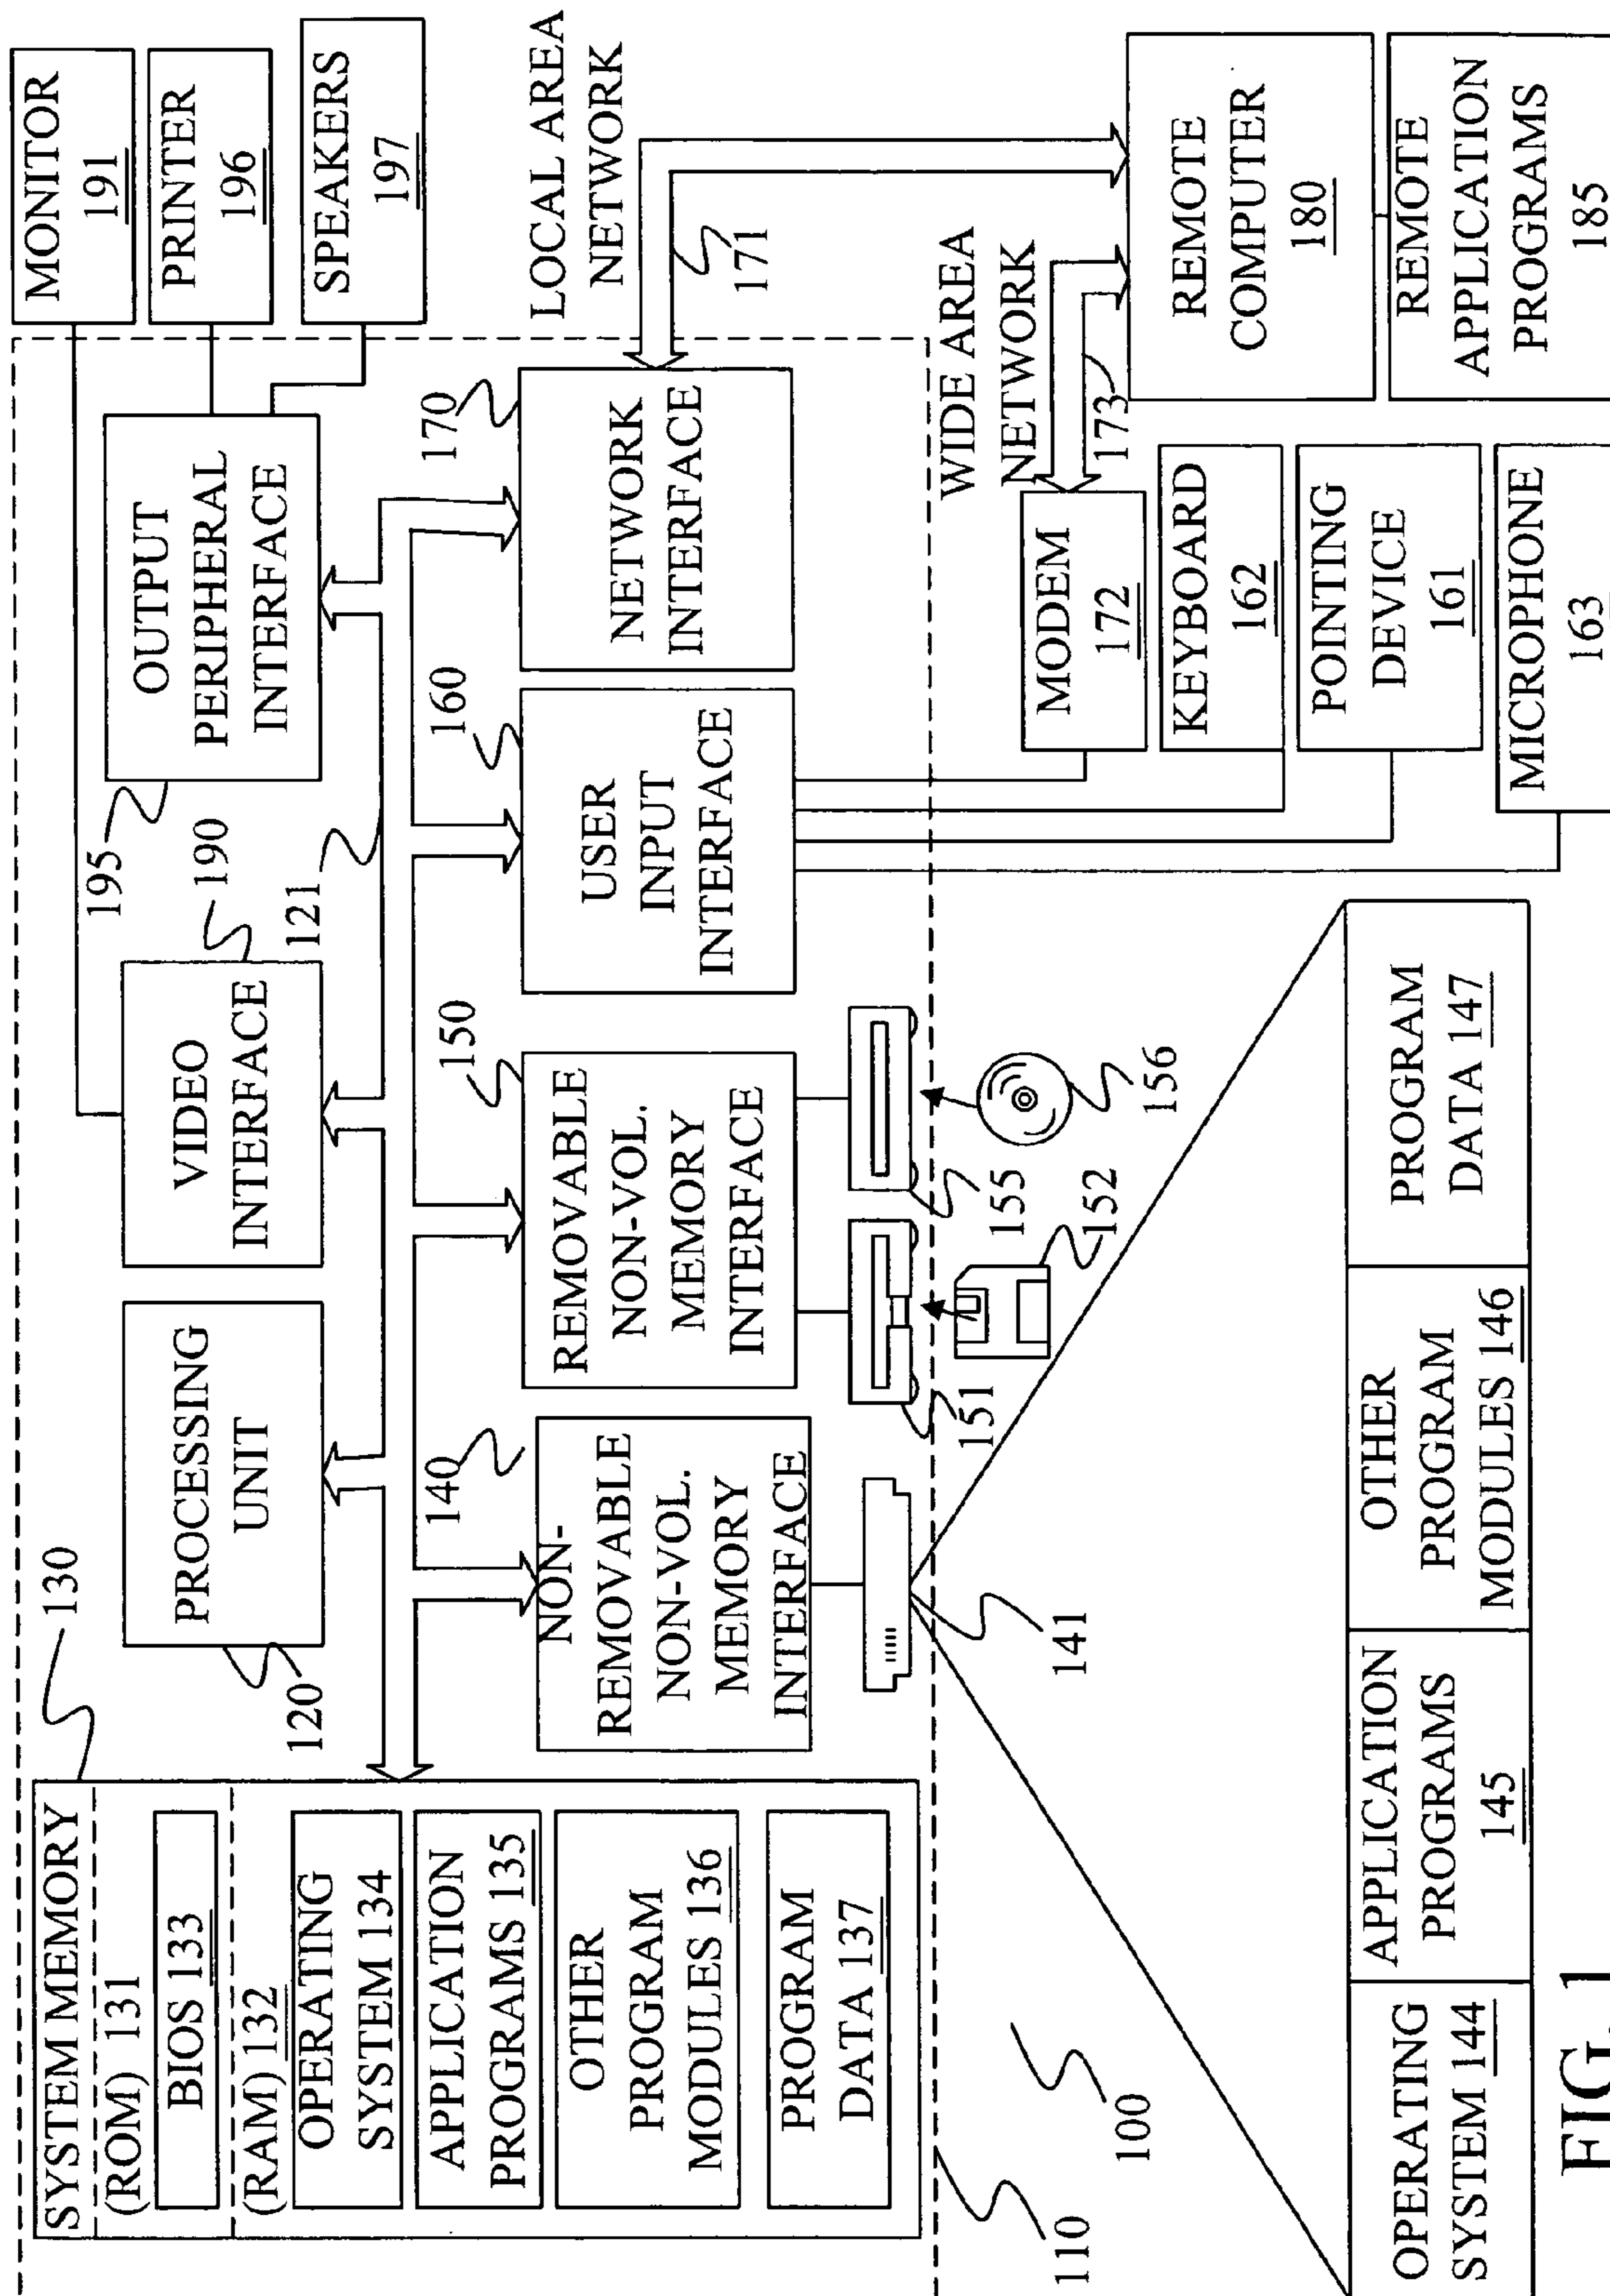 SYSTEM MEMORY
(ROM) 131
BIOS 133
(RAM) 132
OPERATING
SYSTEM 134
APPLICATION
PROGRAMS 135
OTHER
PROGRAM
MODULES 136
PROGRAM
DATA 137
130
120
PROCESSING
UNIT
VIDEO
INTERFACE
190
195
121
OUTPUT
PERIPHERAL
INTERFACE
MONITOR
191
PRINTER
196
SPEAKERS
197
140
NON-
REMOVABLE
NON-VOL.
MEMORY
INTERFACE
150
REMOVABLE
NON-VOL.
MEMORY
INTERFACE
160
USER
INPUT
INTERFACE
170
NETWORK
INTERFACE
LOCAL AREA
NETWORK
171
141
151
152
155
156
WIDE AREA
NETWORK
173
MODEM
172
KEYBOARD
162
POINTING
DEVICE
161
MICROPHONE
163
REMOTE
COMPUTER
180
REMOTE
APPLICATION
PROGRAMS
185
110
100
OPERATING
SYSTEM 144
APPLICATION
PROGRAMS
145
OTHER
PROGRAM
MODULES 146
PROGRAM
DATA 147
FIG. 1